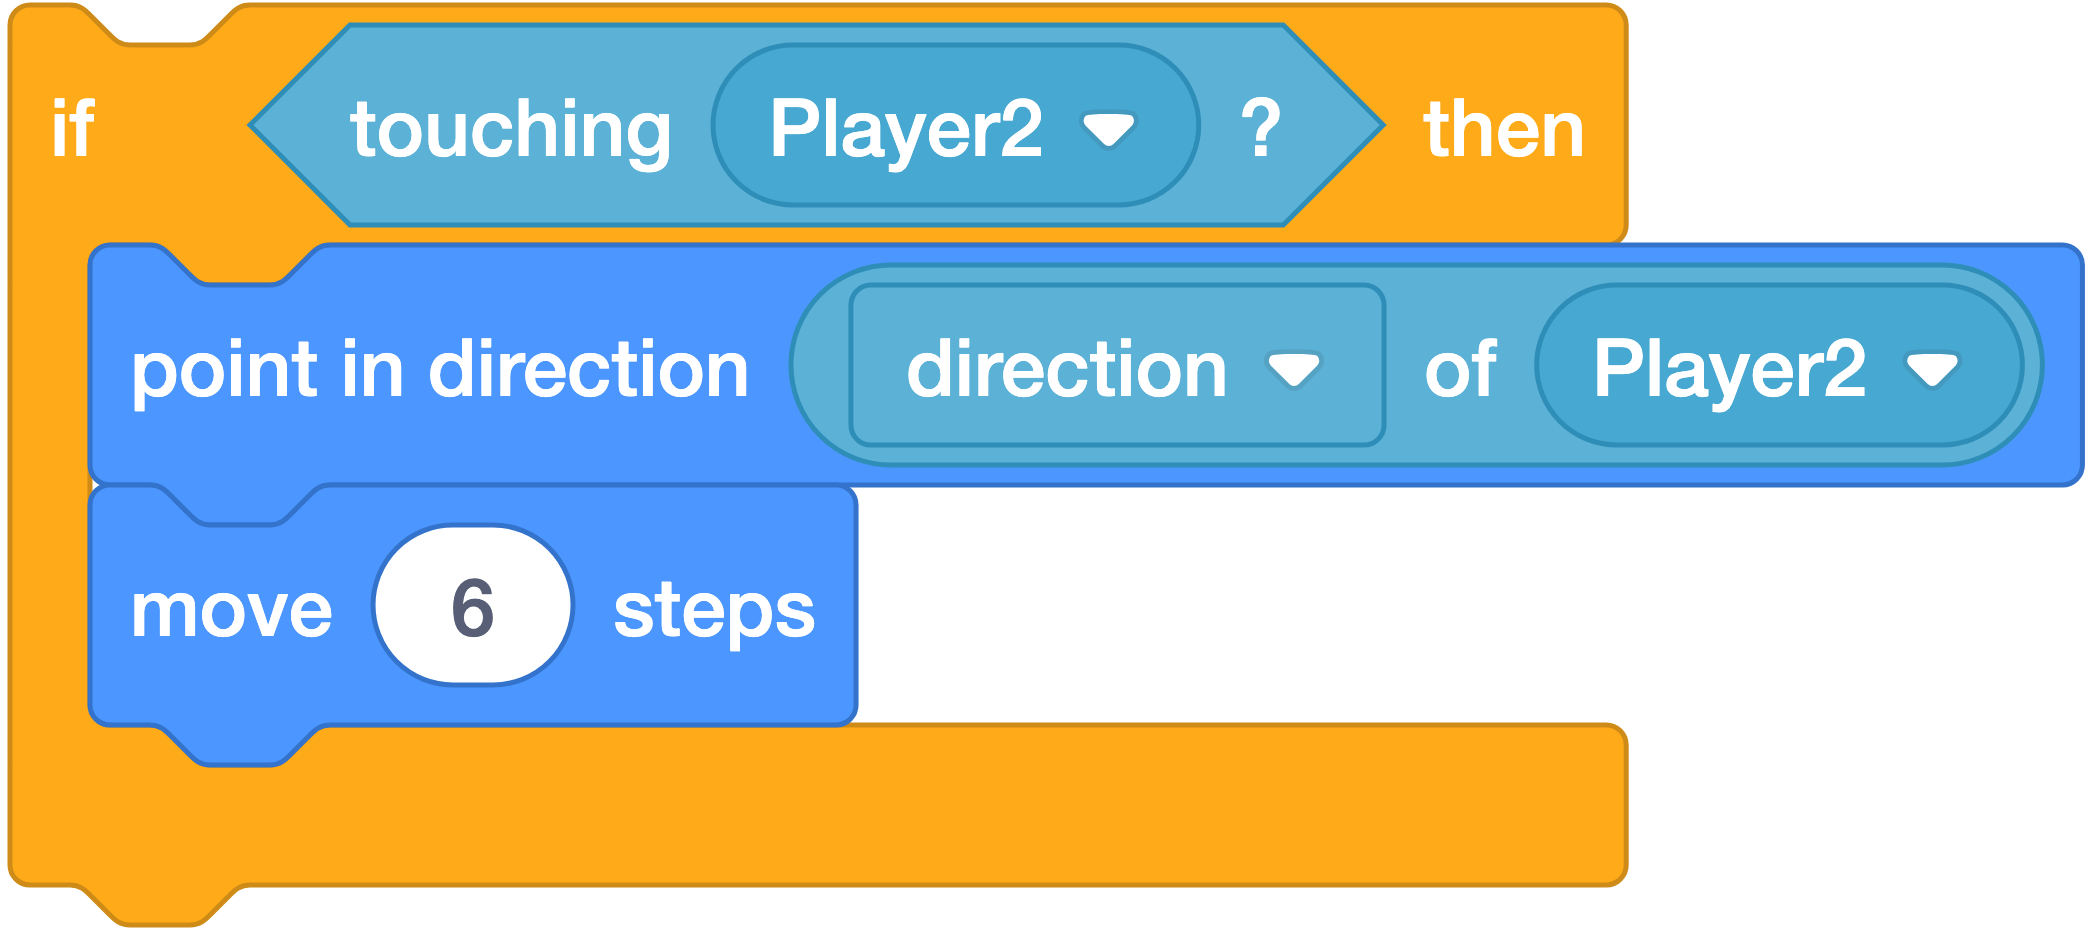 if touching Player2 ? then
point in direction direction of Player2
move 6 steps